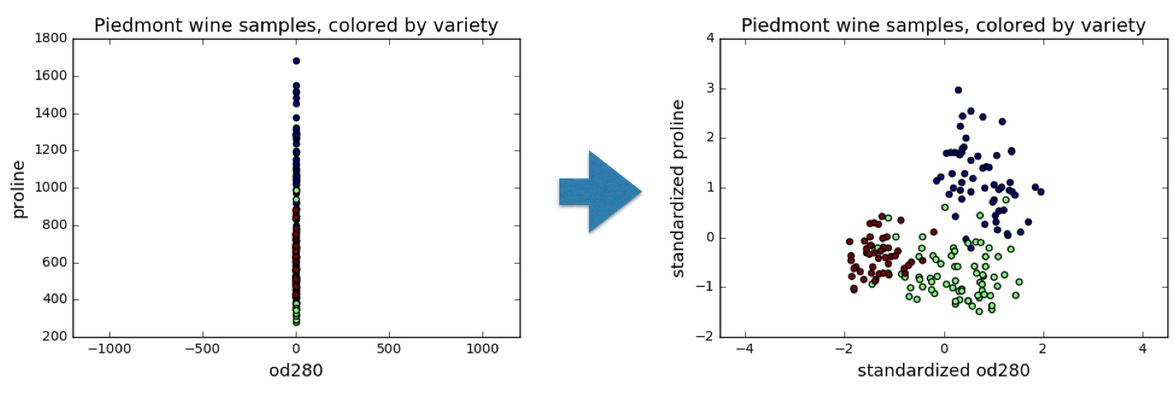 Piedmont wine samples, colored by variety
1800
1600
1400
1200
1000
800
600
400
200
proline
−1000 −500 0 500 1000
od280
Piedmont wine samples, colored by variety
4
3
2
1
0
−1
−2
standardized proline
−4 −2 0 2 4
standardized od280